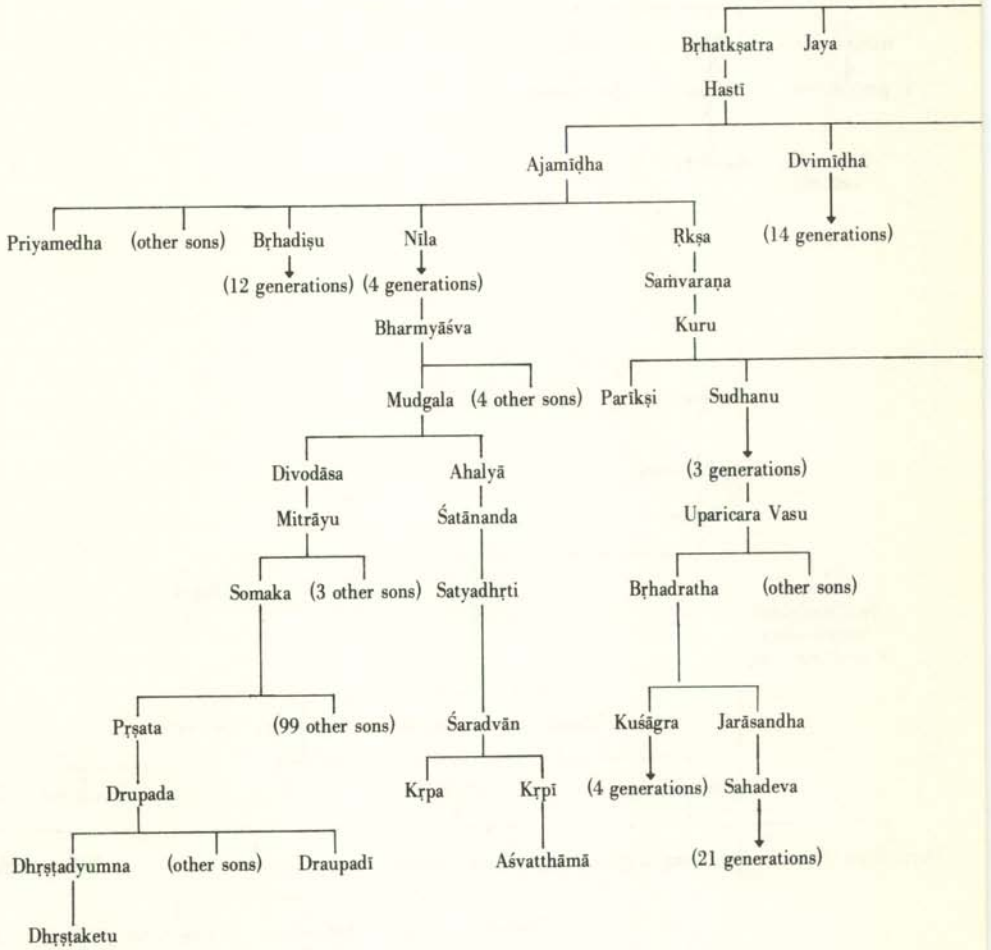 Bṛhatkṣatra Jaya
Hastī
Ajamīḍha Dvimīḍha
Priyamedha (other sons) Bṛhadiṣu Nīla Ṛkṣa (14 generations)
(12 generations) (4 generations) Saṁvaraṇa
Bharmyāśva Kuru
Mudgala (4 other sons) Parīkṣi Sudhanu
Divodāsa Ahalyā (3 generations)
Mitrāyu Śatānanda Uparicara Vasu
Somaka (3 other sons) Satyadhṛti Bṛhadratha (other sons)
Pṛṣata (99 other sons) Śaradvān Kuśāgra Jarāsandha
Drupada Kṛpa Kṛpī (4 generations) Sahadeva
Dhṛṣṭadyumna (other sons) Draupadī Aśvatthāmā (21 generations)
Dhṛṣṭaketu